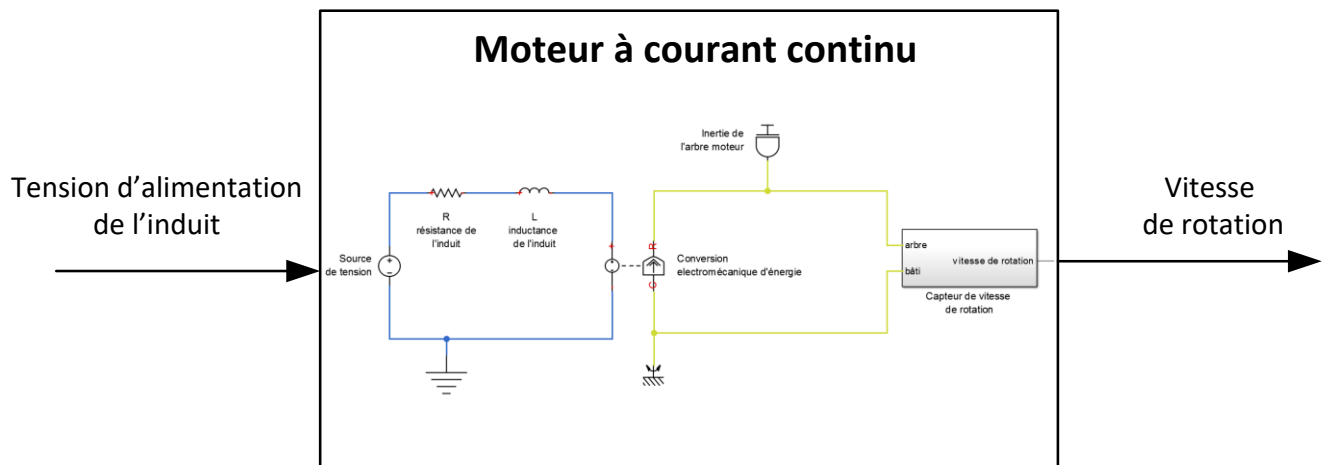 Moteur à courant continu
Tension d'alimentation
de l'induit
Source
de tension
+
-
+
R
résistance de
l'induit
+
L
inductance
de l'induit
+
R
C
Conversion
electromécanique d'énergie
Inertie de
l'arbre moteur
arbre
bâti
vitesse de rotation
Capteur de vitesse
de rotation
Vitesse
de rotation